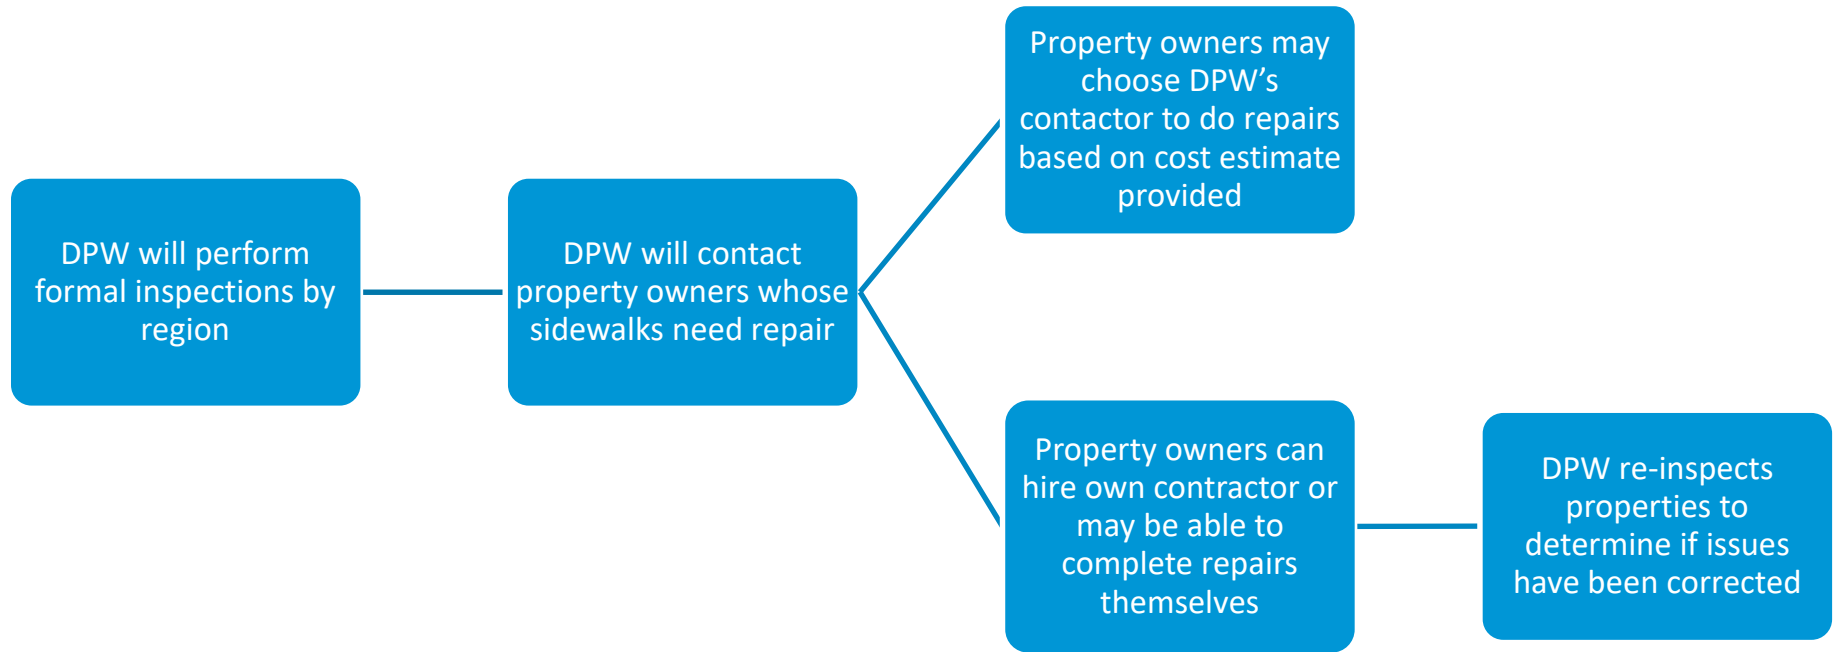 DPW will perform
formal inspections by
region
DPW will contact
property owners whose
sidewalks need repair
Property owners may
choose DPW’s
contactor to do repairs
based on cost estimate
provided
Property owners can
hire own contractor or
may be able to
complete repairs
themselves
DPW re-inspects
properties to
determine if issues
have been corrected